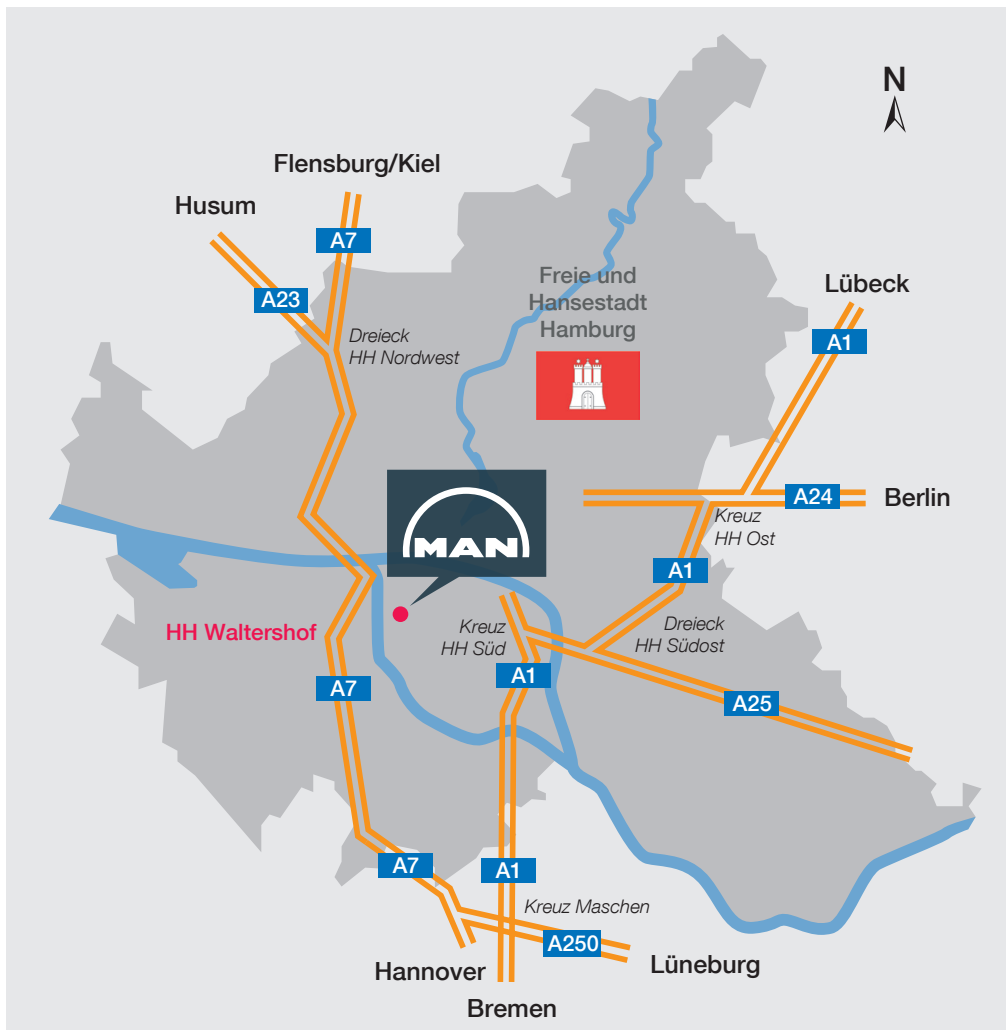 N
Flensburg/Kiel
Husum
A7
Freie und
Hansestadt
Hamburg
Lübeck
A23
A1
Dreieck
HH Nordwest
MAN
A24
Berlin
Kreuz
HH Ost
A1
HH Waltershof
Kreuz
HH Süd
Dreieck
HH Südost
A1
A7
A25
A7
A1
Kreuz Maschen
A250
Hannover
Lüneburg
Bremen